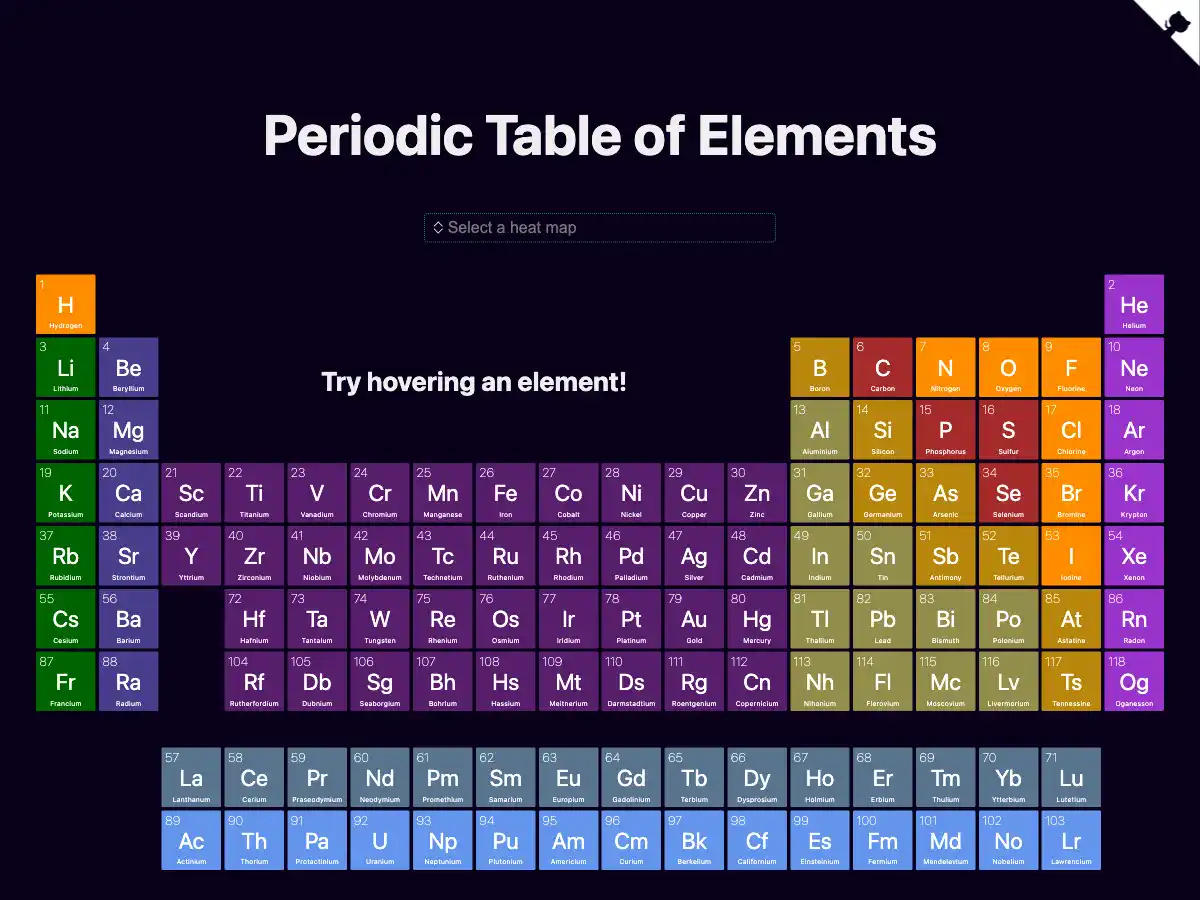 Periodic Table of Elements
Select a heat map
1 2
H He
Hydrogen Helium
3 4 5 6 7 8 9 10
Li Be B C N O F Ne
Lithium Beryllium Boron Carbon Nitrogen Oxygen Fluorine Neon
Try hovering an element!
11 12 13 14 15 16 17 18
Na Mg Al Si P S Cl Ar
Sodium Magnesium Aluminium Silicon Phosphorus Sulfur Chlorine Argon
19 20 21 22 23 24 25 26 27 28 29 30 31 32 33 34 35 36
K Ca Sc Ti V Cr Mn Fe Co Ni Cu Zn Ga Ge As Se Br Kr
Potassium Calcium Scandium Titanium Vanadium Chromium Manganese Iron Cobalt Nickel Copper Zinc Gallium Germanium Arsenic Selenium Bromine Krypton
37 38 39 40 41 42 43 44 45 46 47 48 49 50 51 52 53 54
Rb Sr Y Zr Nb Mo Tc Ru Rh Pd Ag Cd In Sn Sb Te I Xe
Rubidium Strontium Yttrium Zirconium Niobium Molybdenum Technetium Ruthenium Rhodium Palladium Silver Cadmium Indium Tin Antimony Tellurium Iodine Xenon
55 56 72 73 74 75 76 77 78 79 80 81 82 83 84 85 86
Cs Ba Hf Ta W Re Os Ir Pt Au Hg Tl Pb Bi Po At Rn
Cesium Barium Hafnium Tantalum Tungsten Rhenium Osmium Iridium Platinum Gold Mercury Thallium Lead Bismuth Polonium Astatine Radon
87 88 104 105 106 107 108 109 110 111 112 113 114 115 116 117 118
Fr Ra Rf Db Sg Bh Hs Mt Ds Rg Cn Nh Fl Mc Lv Ts Og
Francium Radium Rutherfordium Dubnium Seaborgium Bohrium Hassium Meitnerium Darmstadtium Roentgenium Copernicium Nihonium Flerovium Moscovium Livermorium Tennessine Oganesson
57 58 59 60 61 62 63 64 65 66 67 68 69 70 71
La Ce Pr Nd Pm Sm Eu Gd Tb Dy Ho Er Tm Yb Lu
Lanthanum Cerium Praseodymium Neodymium Promethium Samarium Europium Gadolinium Terbium Dysprosium Holmium Erbium Thulium Ytterbium Lutetium
89 90 91 92 93 94 95 96 97 98 99 100 101 102 103
Ac Th Pa U Np Pu Am Cm Bk Cf Es Fm Md No Lr
Actinium Thorium Protactinium Uranium Neptunium Plutonium Americium Curium Berkelium Californium Einsteinium Fermium Mendelevium Nobelium Lawrencium